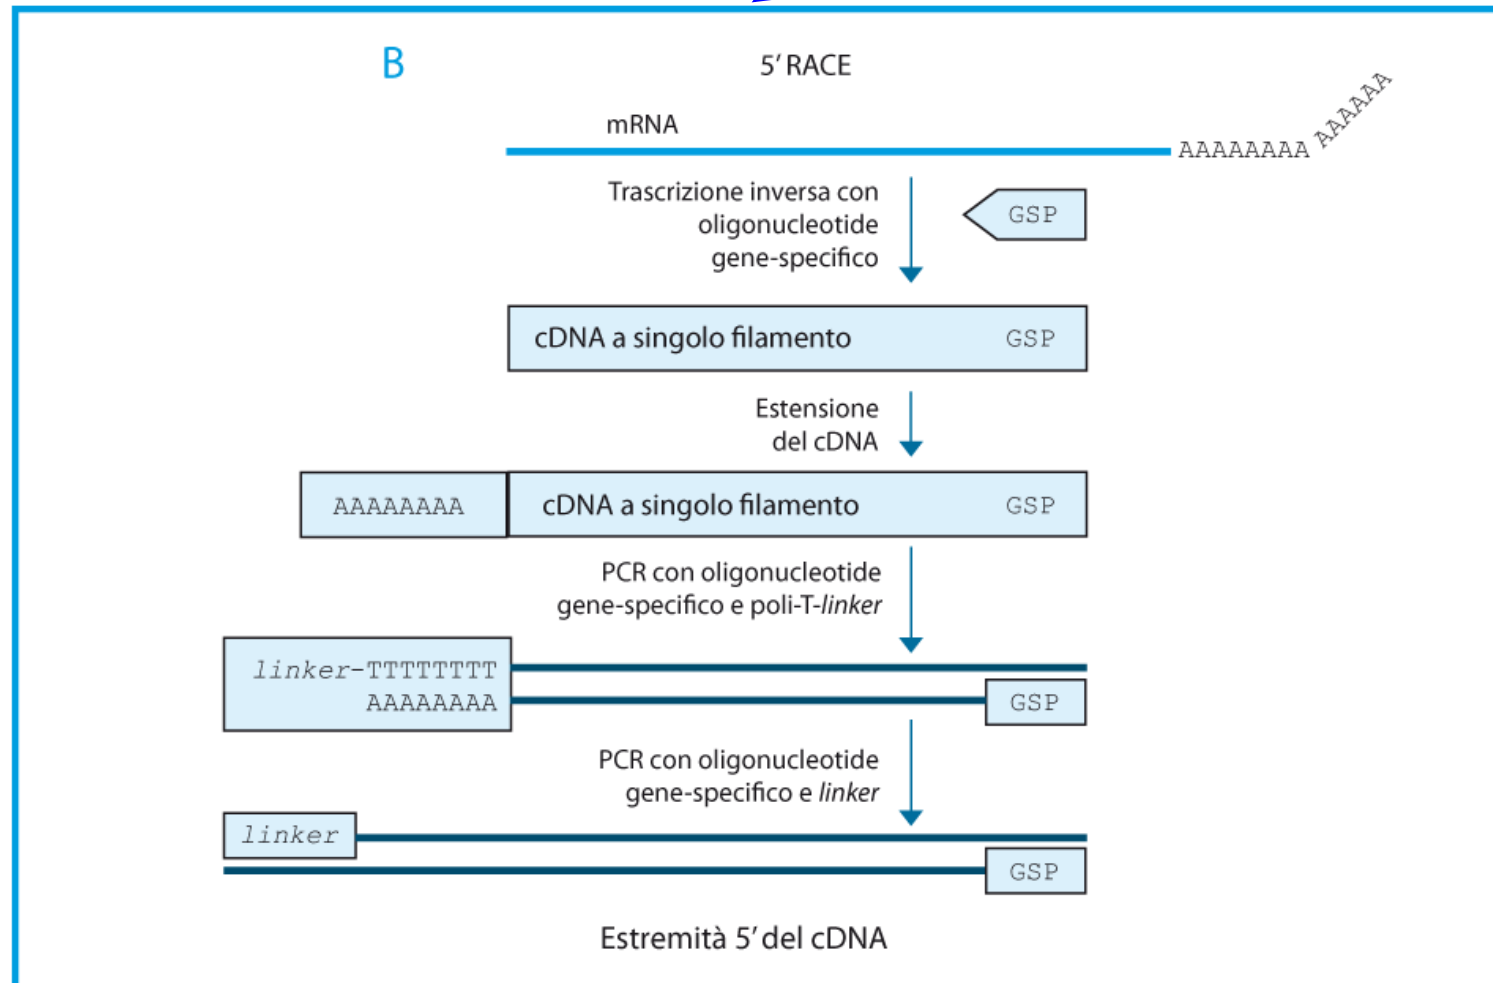 B
5’ RACE
mRNA
AAAAAAAA AAAAAA
Trascrizione inversa con
oligonucleotide
gene-specifico
GSP
cDNA a singolo filamento GSP
Estensione
del cDNA
AAAAAAAA cDNA a singolo filamento GSP
PCR con oligonucleotide
gene-specifico e poli-T-linker
linker-TTTTTTTT
AAAAAAAA
GSP
PCR con oligonucleotide
gene-specifico e linker
linker
GSP
Estremità 5’ del cDNA